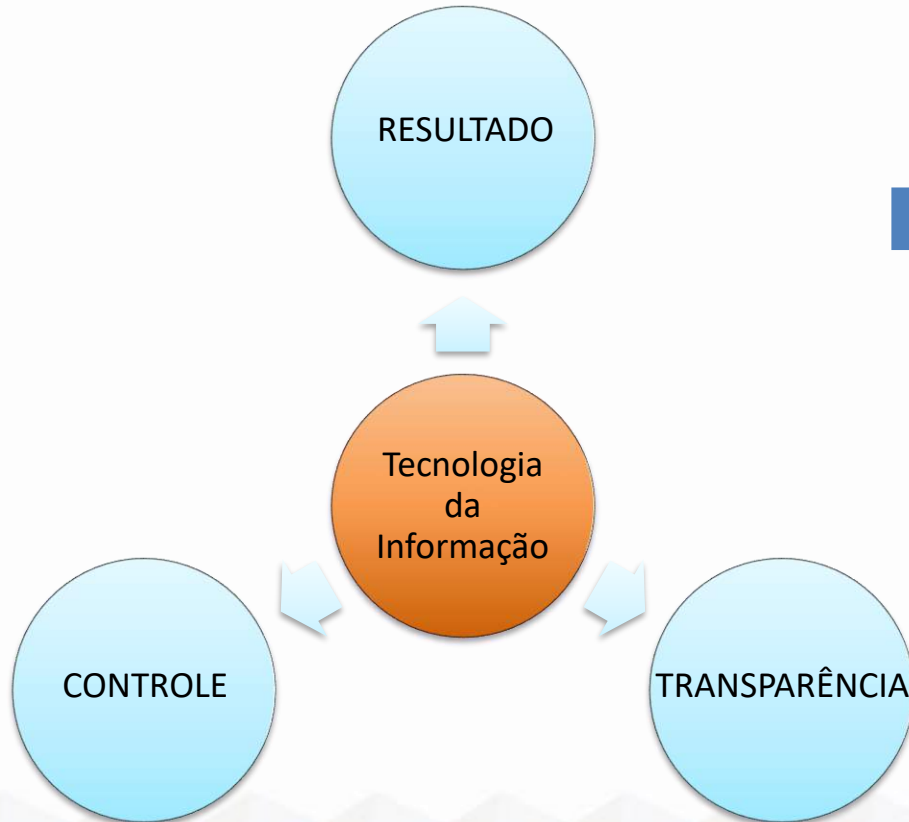 RESULTADO
Tecnologia
da
Informação
CONTROLE
TRANSPARÊNCIA